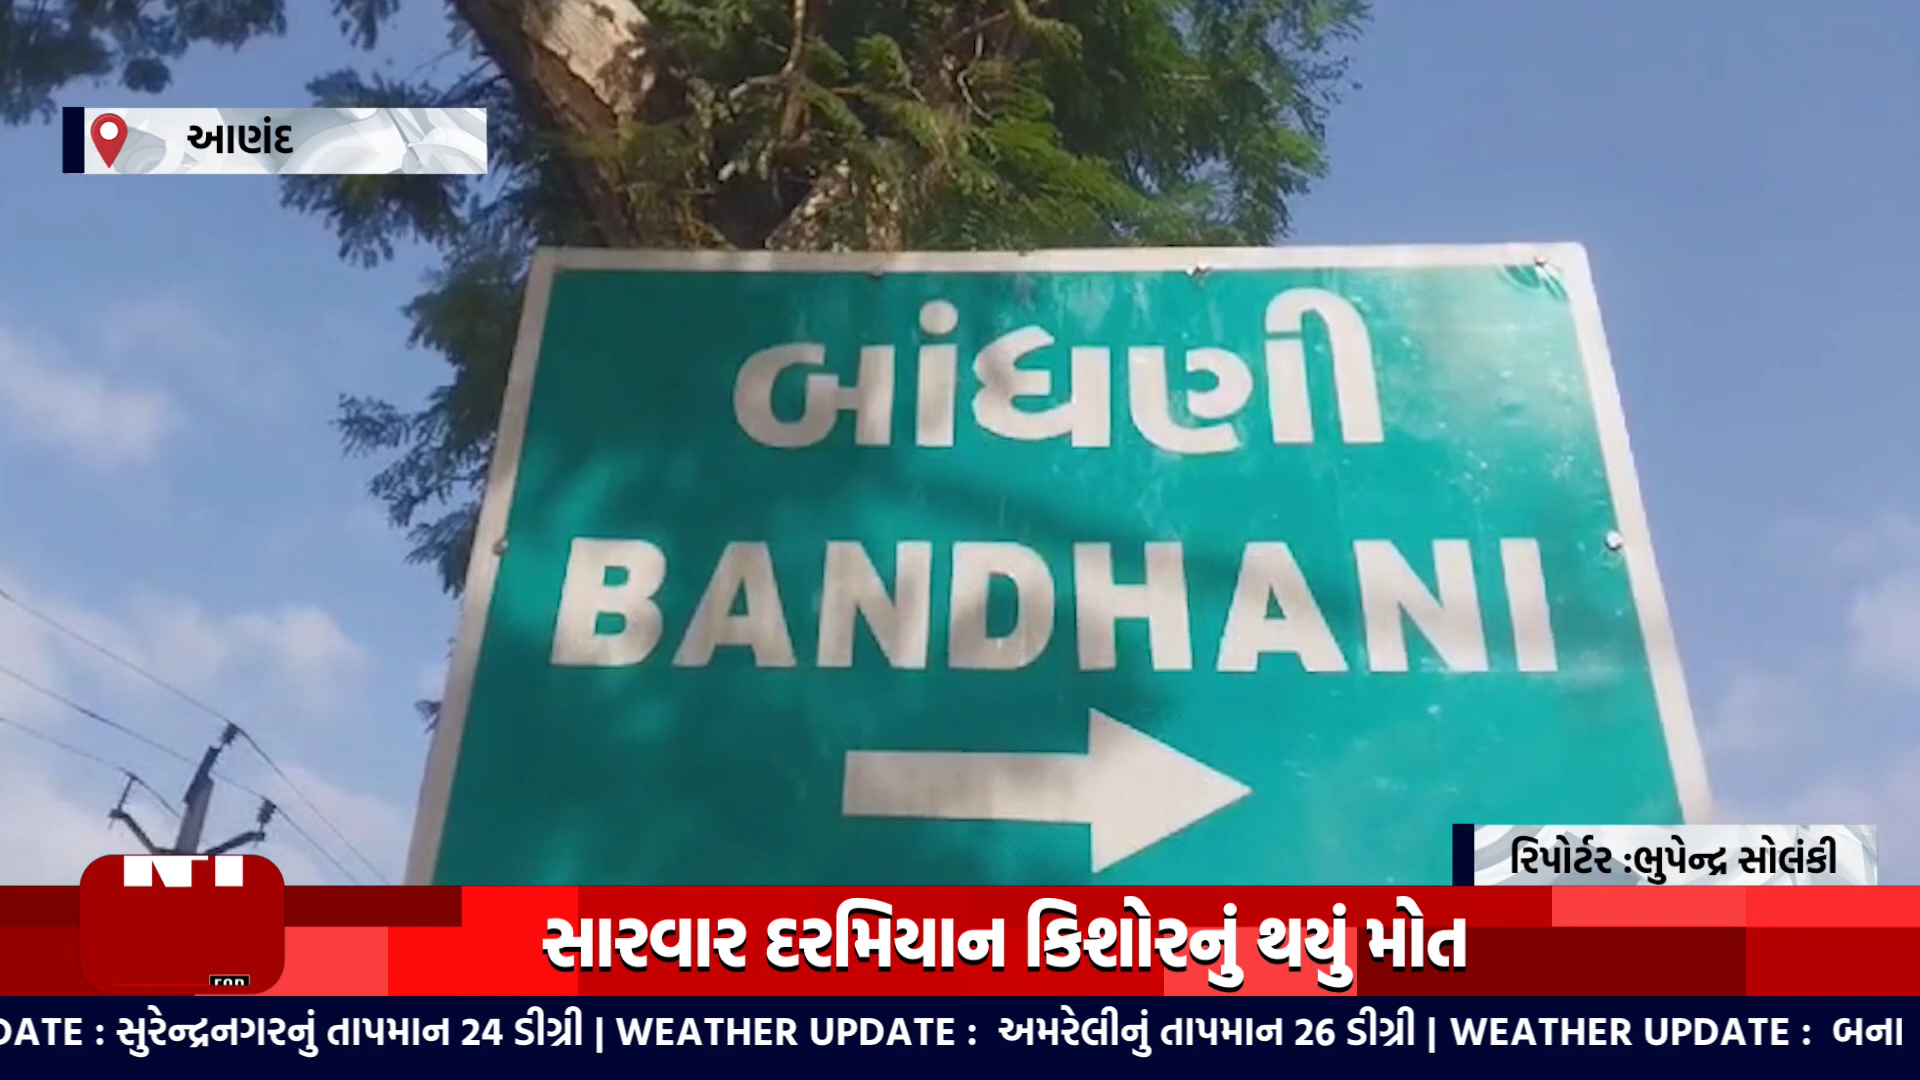 આણંદ
બાંધણી
BANDHANI
રિપોર્ટર :ભુપેન્દ્ર સોલંકી
સારવાર દરમિયાન કિશોરનું થયું મોત
DATE : સુરેન્દ્રનગરનું તાપમાન 24 ડીગ્રી | WEATHER UPDATE : અમરેલીનું તાપમાન 26 ડીગ્રી | WEATHER UPDATE : બના